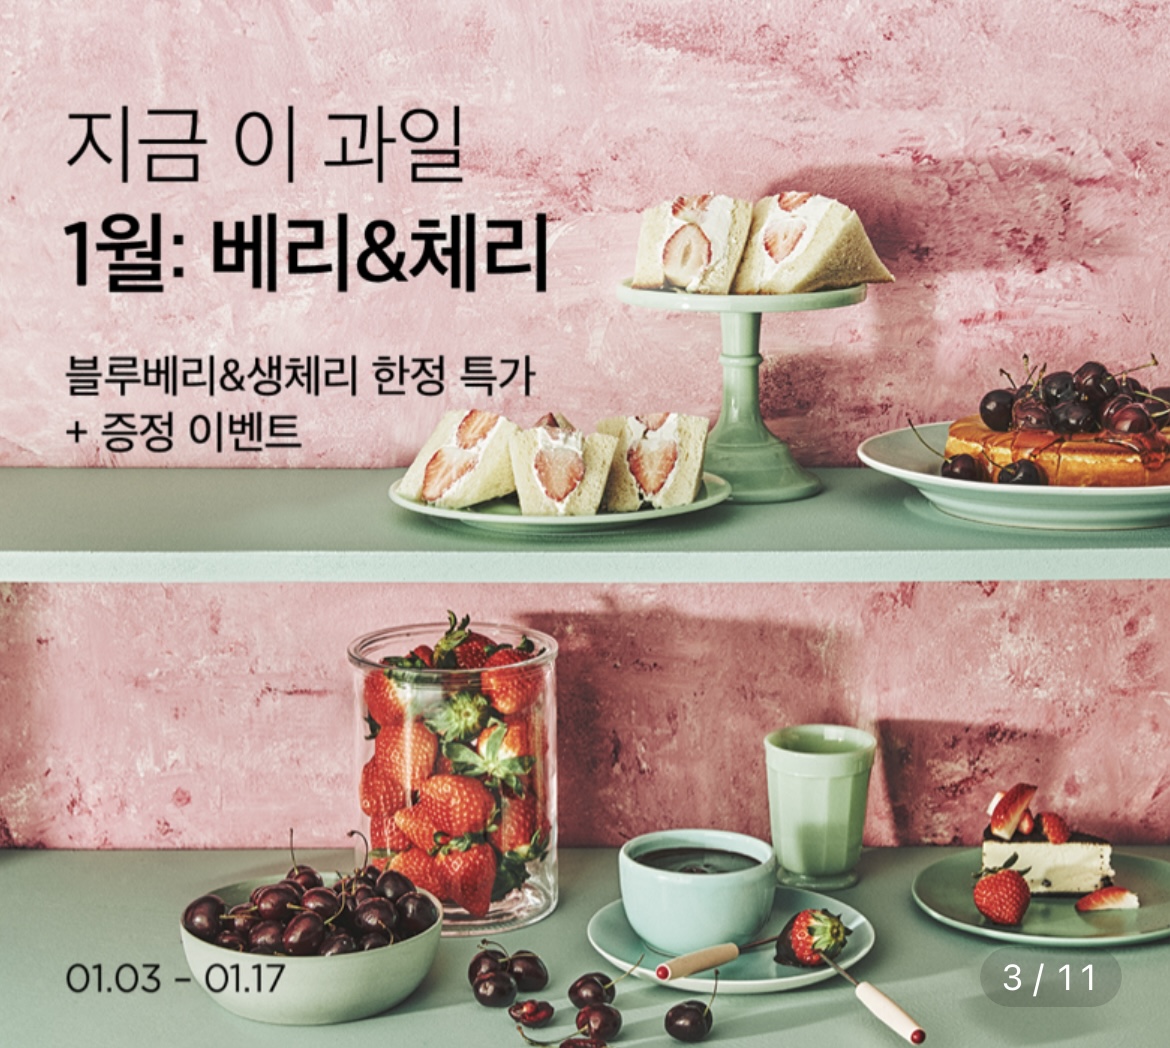 지금 이 과일
1월: 베리&체리
블루베리&생체리 한정 특가
+ 증정 이벤트
01.03 – 01.17
3 / 11